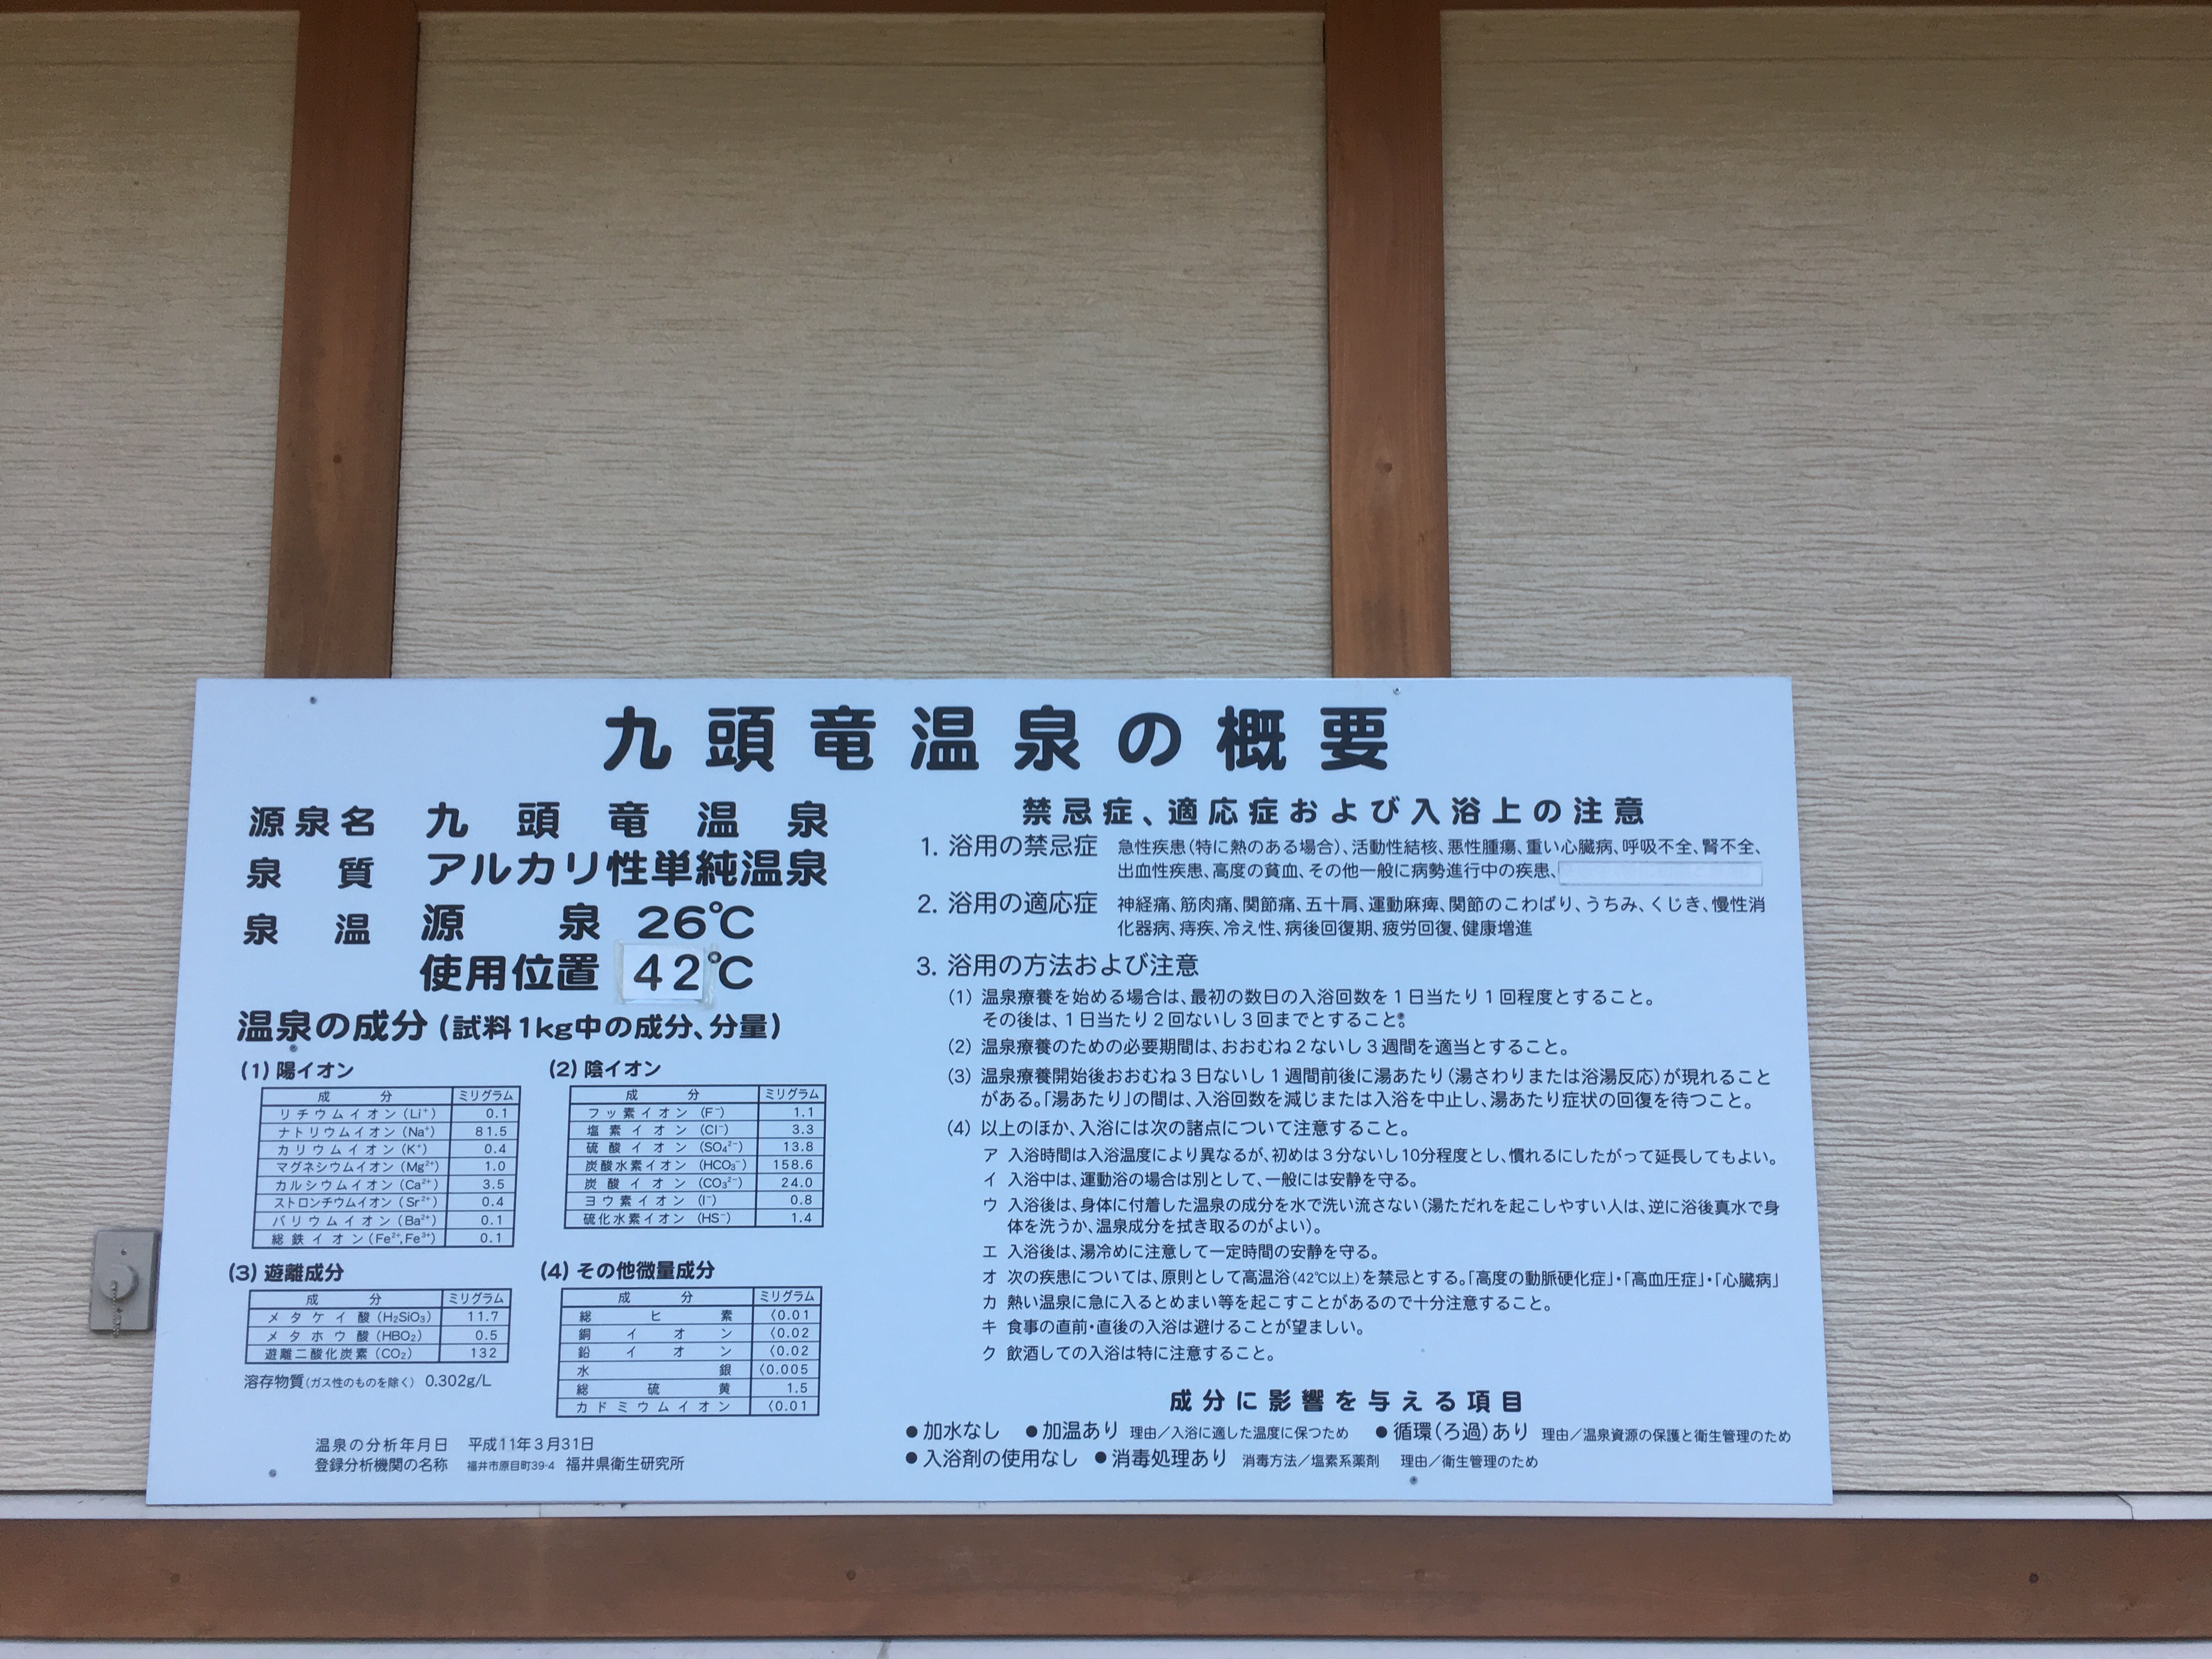 九頭竜温泉の概要
源泉名 九頭竜温泉
泉質 アルカリ性単純温泉
泉温 源泉 26℃
使用位置 42℃
温泉の成分(試料1kg中の成分、分量)
(1) 陽イオン
成分 ミリグラム
リチウムイオン(Li⁺) 0.1
ナトリウムイオン(Na⁺) 81.5
カリウムイオン(K⁺) 0.4
マグネシウムイオン(Mg²⁺) 1.0
カルシウムイオン(Ca²⁺) 3.5
ストロンチウムイオン(Sr²⁺) 0.4
バリウムイオン(Ba²⁺) 0.1
総鉄イオン(Fe²⁺,Fe³⁺) 0.1
(2) 陰イオン
成分 ミリグラム
フッ素イオン(F⁻) 1.1
塩素イオン(Cl⁻) 3.3
硫酸イオン(SO₄²⁻) 13.8
炭酸水素イオン(HCO₃⁻) 158.6
炭酸イオン(CO₃²⁻) 24.0
ヨウ素イオン(I⁻) 0.8
硫化水素イオン(HS⁻) 1.4
(3) 遊離成分
成分 ミリグラム
メタケイ酸(H₂SiO₃) 11.7
メタホウ酸(HBO₂) 0.5
遊離二酸化炭素(CO₂) 132
溶存物質(ガス性のものを除く) 0.302g/L
(4) その他微量成分
成分 ミリグラム
総ヒ素 〈0.01
銅イオン 〈0.02
鉛イオン 〈0.02
水銀 〈0.005
総硫黄 1.5
カドミウムイオン 〈0.01
温泉の分析年月日 平成11年3月31日
登録分析機関の名称 福井市原目町39-4 福井県衛生研究所
禁忌症、適応症および入浴上の注意
1. 浴用の禁忌症 急性疾患(特に熱のある場合)、活動性結核、悪性腫瘍、重い心臓病、呼吸不全、腎不全、
出血性疾患、高度の貧血、その他一般に病勢進行中の疾患、
2. 浴用の適応症 神経痛、筋肉痛、関節痛、五十肩、運動麻痺、関節のこわばり、うちみ、くじき、慢性消
化器病、痔疾、冷え性、病後回復期、疲労回復、健康増進
3. 浴用の方法および注意
(1) 温泉療養を始める場合は、最初の数日の入浴回数を1日当たり1回程度とすること。
その後は、1日当たり2回ないし3回までとすること。
(2) 温泉療養のための必要期間は、おおむね2ないし3週間を適当とすること。
(3) 温泉療養開始後おおむね3日ないし1週間前後に湯あたり(湯さわりまたは浴湯反応)が現れること
がある。「湯あたり」の間は、入浴回数を減じまたは入浴を中止し、湯あたり症状の回復を待つこと。
(4) 以上のほか、入浴には次の諸点について注意すること。
ア 入浴時間は入浴温度により異なるが、初めは3分ないし10分程度とし、慣れるにしたがって延長してもよい。
イ 入浴中は、運動浴の場合は別として、一般には安静を守る。
ウ 入浴後は、身体に付着した温泉の成分を水で洗い流さない(湯ただれを起こしやすい人は、逆に浴後真水で身
体を洗うか、温泉成分を拭き取るのがよい)。
エ 入浴後は、湯冷めに注意して一定時間の安静を守る。
オ 次の疾患については、原則として高温浴(42℃以上)を禁忌とする。「高度の動脈硬化症」・「高血圧症」・「心臓病」
カ 熱い温泉に急に入るとめまい等を起こすことがあるので十分注意すること。
キ 食事の直前・直後の入浴は避けることが望ましい。
ク 飲酒しての入浴は特に注意すること。
成分に影響を与える項目
●加水なし ●加温あり 理由/入浴に適した温度に保つため ●循環(ろ過)あり 理由/温泉資源の保護と衛生管理のため
●入浴剤の使用なし ●消毒処理あり 消毒方法/塩素系薬剤 理由/衛生管理のため